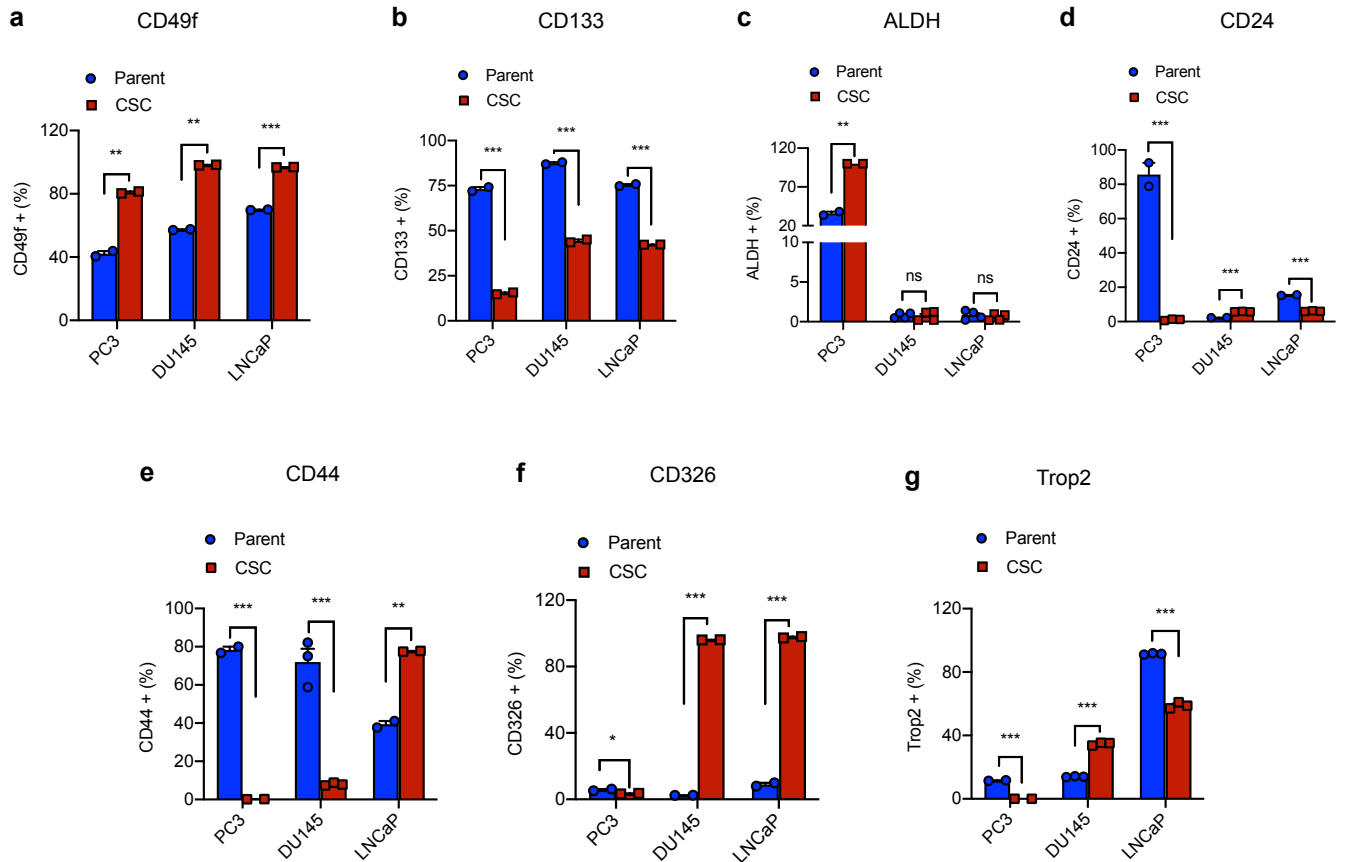 a
CD49f
Parent
CSC
CD49f + (%)
120
80
40
0
**
**
***
PC3
DU145
LNCaP
b
CD133
Parent
CSC
CD133 + (%)
100
75
50
25
0
***
***
***
PC3
DU145
LNCaP
c
ALDH
Parent
CSC
ALDH + (%)
120
70
20
10
5
0
**
ns
ns
PC3
DU145
LNCaP
d
CD24
Parent
CSC
CD24 + (%)
100
80
60
40
20
0
***
***
***
PC3
DU145
LNCaP
e
CD44
Parent
CSC
CD44 + (%)
100
80
60
40
20
0
***
***
**
PC3
DU145
LNCaP
f
CD326
Parent
CSC
CD326 + (%)
120
80
40
0
*
***
***
PC3
DU145
LNCaP
g
Trop2
Parent
CSC
Trop2 + (%)
120
80
40
0
***
***
***
PC3
DU145
LNCaP